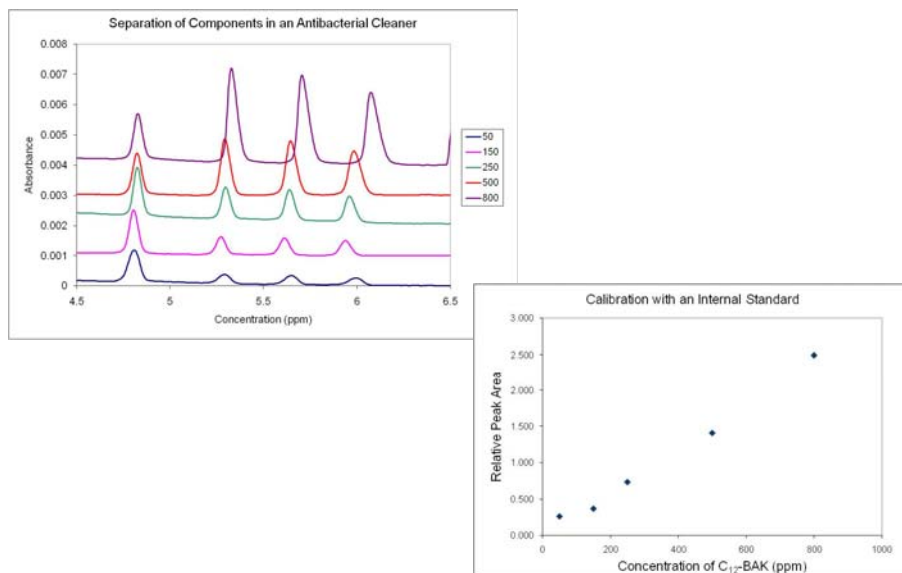 Separation of Components in an Antibacterial Cleaner
0.008
0.007
0.006
0.005
0.004
0.003
0.002
0.001
0
Absorbance
4.5 5 5.5 6 6.5
Concentration (ppm)
50
150
250
500
800
Calibration with an Internal Standard
3.000
2.500
2.000
1.500
1.000
0.500
0.000
Relative Peak Area
0 200 400 600 800 1000
Concentration of C₁₂-BAK (ppm)